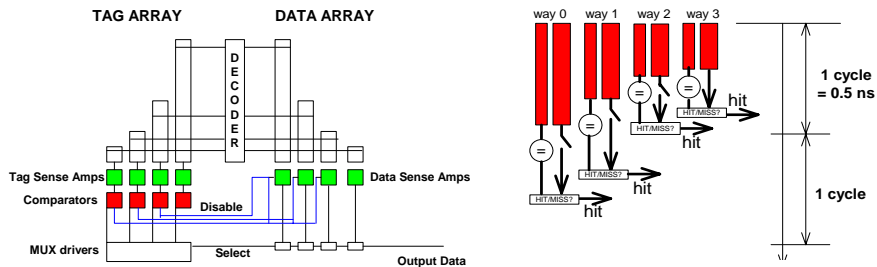 TAG ARRAY
DATA ARRAY
DECODER
Tag Sense Amps
Data Sense Amps
Comparators
Disable
MUX drivers
Select
Output Data
way 0 way 1 way 2 way 3
=
=
=
=
HIT/MISS?
hit
HIT/MISS?
hit
HIT/MISS?
hit
HIT/MISS?
hit
1 cycle
= 0.5 ns
1 cycle